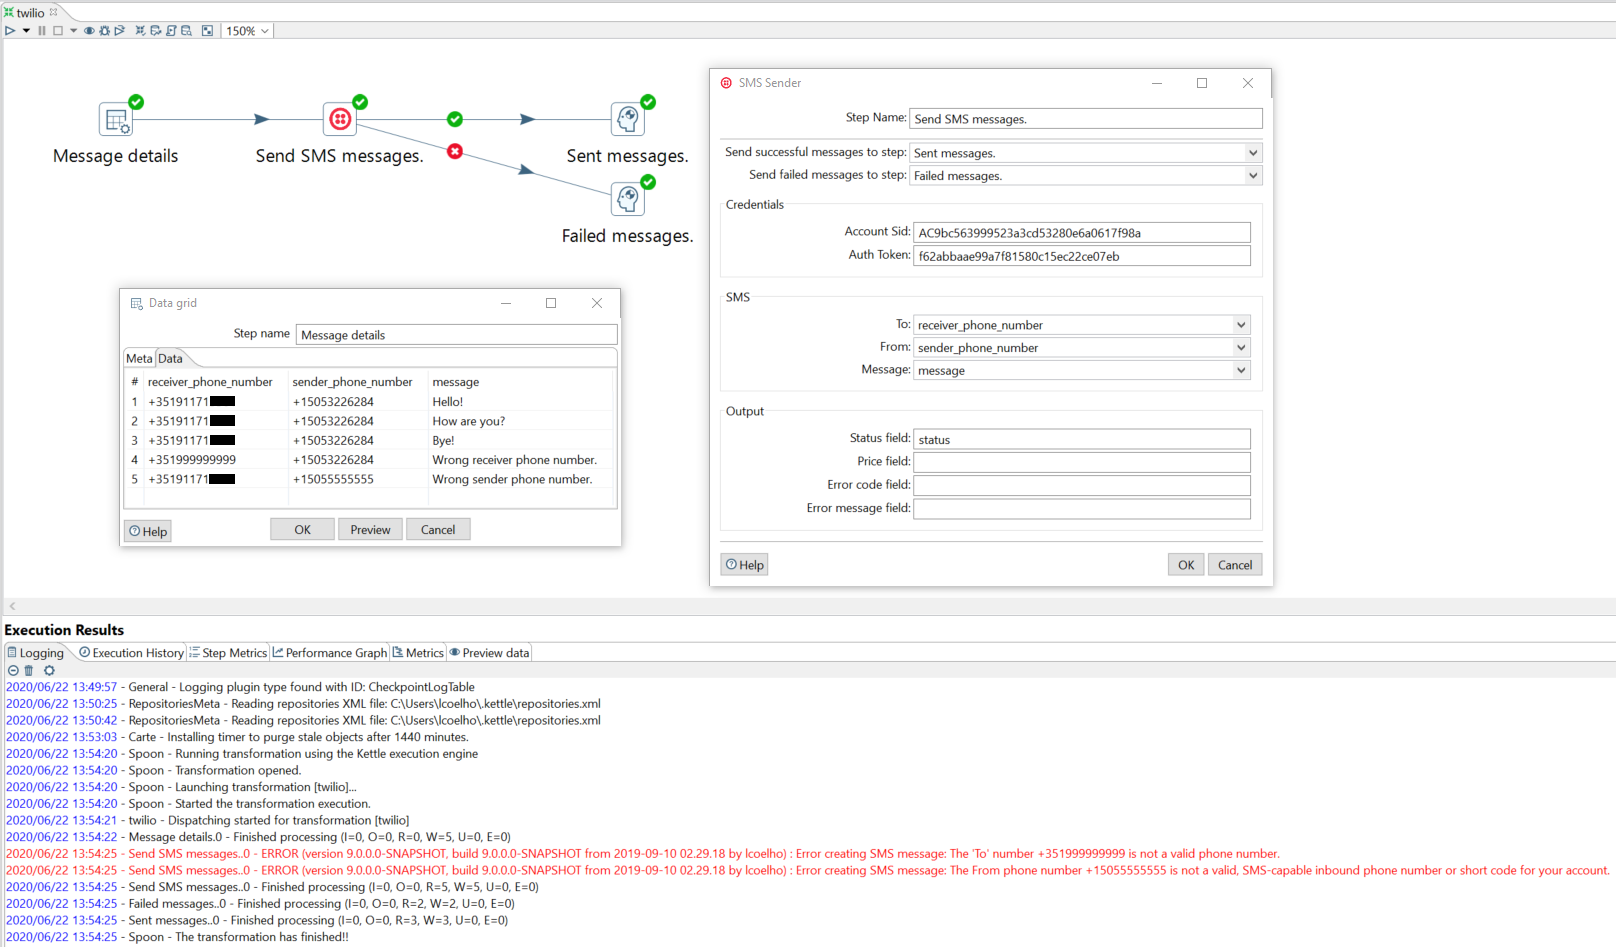 twilio
150%
Message details
Send SMS messages.
Sent messages.
Failed messages.
SMS Sender
Step Name: Send SMS messages.
Send successful messages to step: Sent messages.
Send failed messages to step: Failed messages.
Credentials
Account Sid: AC9bc563999523a3cd53280e6a0617f98a
Auth Token: f62abbaae99a7f81580c15ec22ce07eb
SMS
To: receiver_phone_number
From: sender_phone_number
Message: message
Output
Status field: status
Price field:
Error code field:
Error message field:
Help OK Cancel
Data grid
Step name Message details
Meta Data
# receiver_phone_number sender_phone_number message
1 +35191171 +15053226284 Hello!
2 +35191171 +15053226284 How are you?
3 +35191171 +15053226284 Bye!
4 +351999999999 +15053226284 Wrong receiver phone number.
5 +35191171 +15055555555 Wrong sender phone number.
Help OK Preview Cancel
Execution Results
Logging Execution History Step Metrics Performance Graph Metrics Preview data
2020/06/22 13:49:57 - General - Logging plugin type found with ID: CheckpointLogTable
2020/06/22 13:50:25 - RepositoriesMeta - Reading repositories XML file: C:\Users\lcoelho\.kettle\repositories.xml
2020/06/22 13:50:42 - RepositoriesMeta - Reading repositories XML file: C:\Users\lcoelho\.kettle\repositories.xml
2020/06/22 13:53:03 - Carte - Installing timer to purge stale objects after 1440 minutes.
2020/06/22 13:54:20 - Spoon - Running transformation using the Kettle execution engine
2020/06/22 13:54:20 - Spoon - Transformation opened.
2020/06/22 13:54:20 - Spoon - Launching transformation [twilio]...
2020/06/22 13:54:20 - Spoon - Started the transformation execution.
2020/06/22 13:54:21 - twilio - Dispatching started for transformation [twilio]
2020/06/22 13:54:22 - Message details.0 - Finished processing (I=0, O=0, R=0, W=5, U=0, E=0)
2020/06/22 13:54:25 - Send SMS messages..0 - ERROR (version 9.0.0.0-SNAPSHOT, build 9.0.0.0-SNAPSHOT from 2019-09-10 02.29.18 by lcoelho) : Error creating SMS message: The 'To' number +351999999999 is not a valid phone number.
2020/06/22 13:54:25 - Send SMS messages..0 - ERROR (version 9.0.0.0-SNAPSHOT, build 9.0.0.0-SNAPSHOT from 2019-09-10 02.29.18 by lcoelho) : Error creating SMS message: The From phone number +15055555555 is not a valid, SMS-capable inbound phone number or short code for your account.
2020/06/22 13:54:25 - Send SMS messages..0 - Finished processing (I=0, O=0, R=5, W=5, U=0, E=0)
2020/06/22 13:54:25 - Failed messages..0 - Finished processing (I=0, O=0, R=2, W=2, U=0, E=0)
2020/06/22 13:54:25 - Sent messages..0 - Finished processing (I=0, O=0, R=3, W=3, U=0, E=0)
2020/06/22 13:54:25 - Spoon - The transformation has finished!!